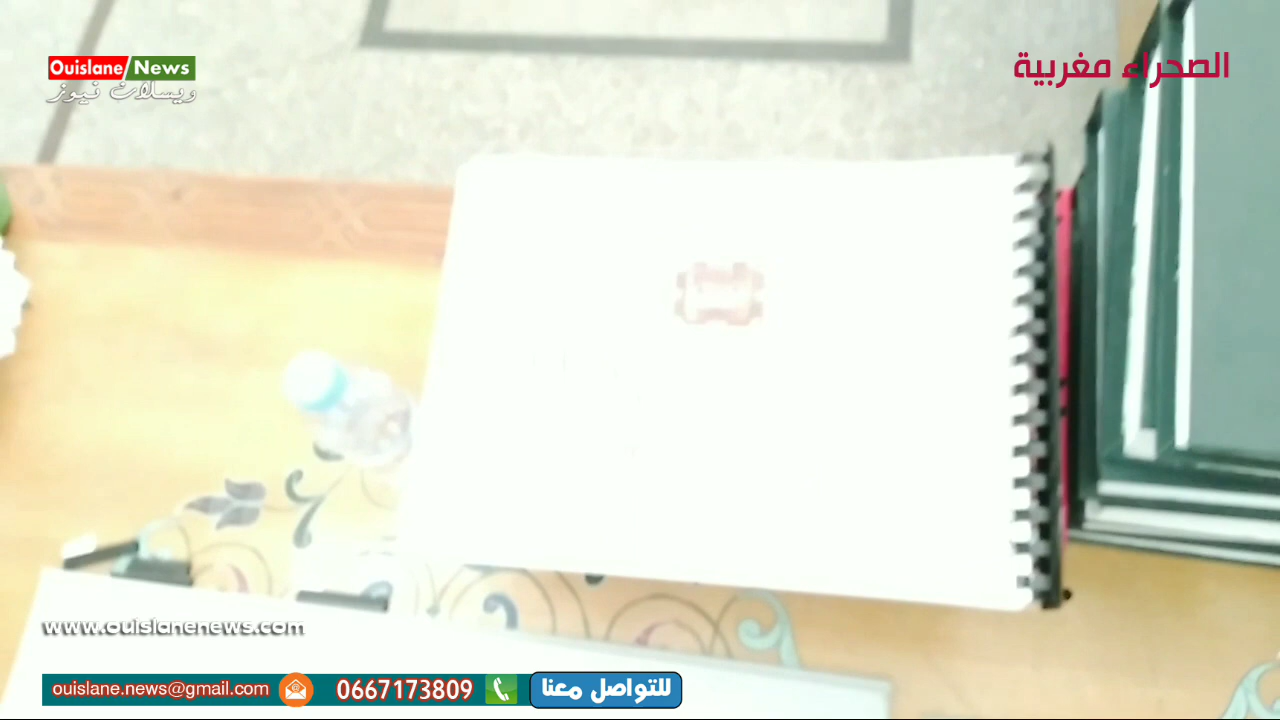 Ouislane/News
ويسلان نيوز
الصحراء مغربية
www.ouislanenews.com
ouislane.news@gmail.com
0667173809
للتواصل معنا